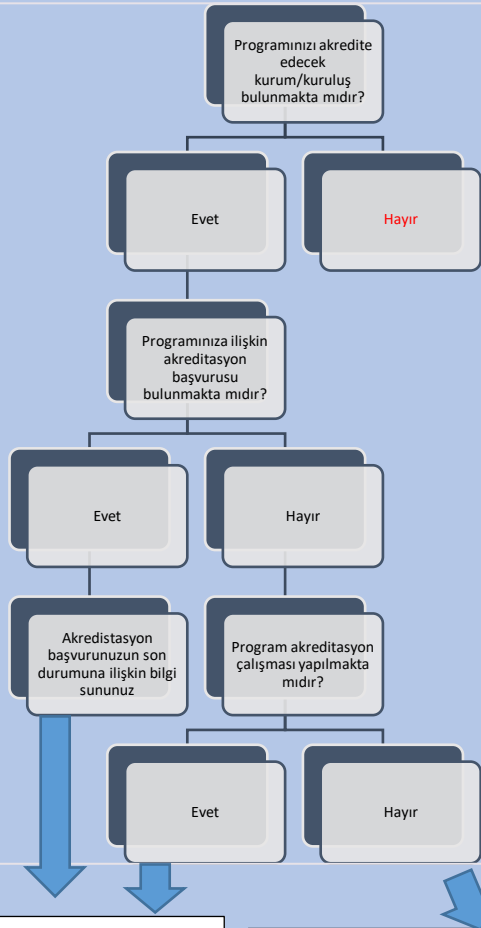 Programınızı akredite
edecek
kurum/kuruluş
bulunmakta mıdır?
Evet
Hayır
Programınıza ilişkin
akreditasyon
başvurusu
bulunmakta mıdır?
Evet
Hayır
Akredistasyon
başvurunuzun son
durumuna ilişkin bilgi
sununuz
Program akreditasyon
çalışması yapılmakta
mıdır?
Evet
Hayır